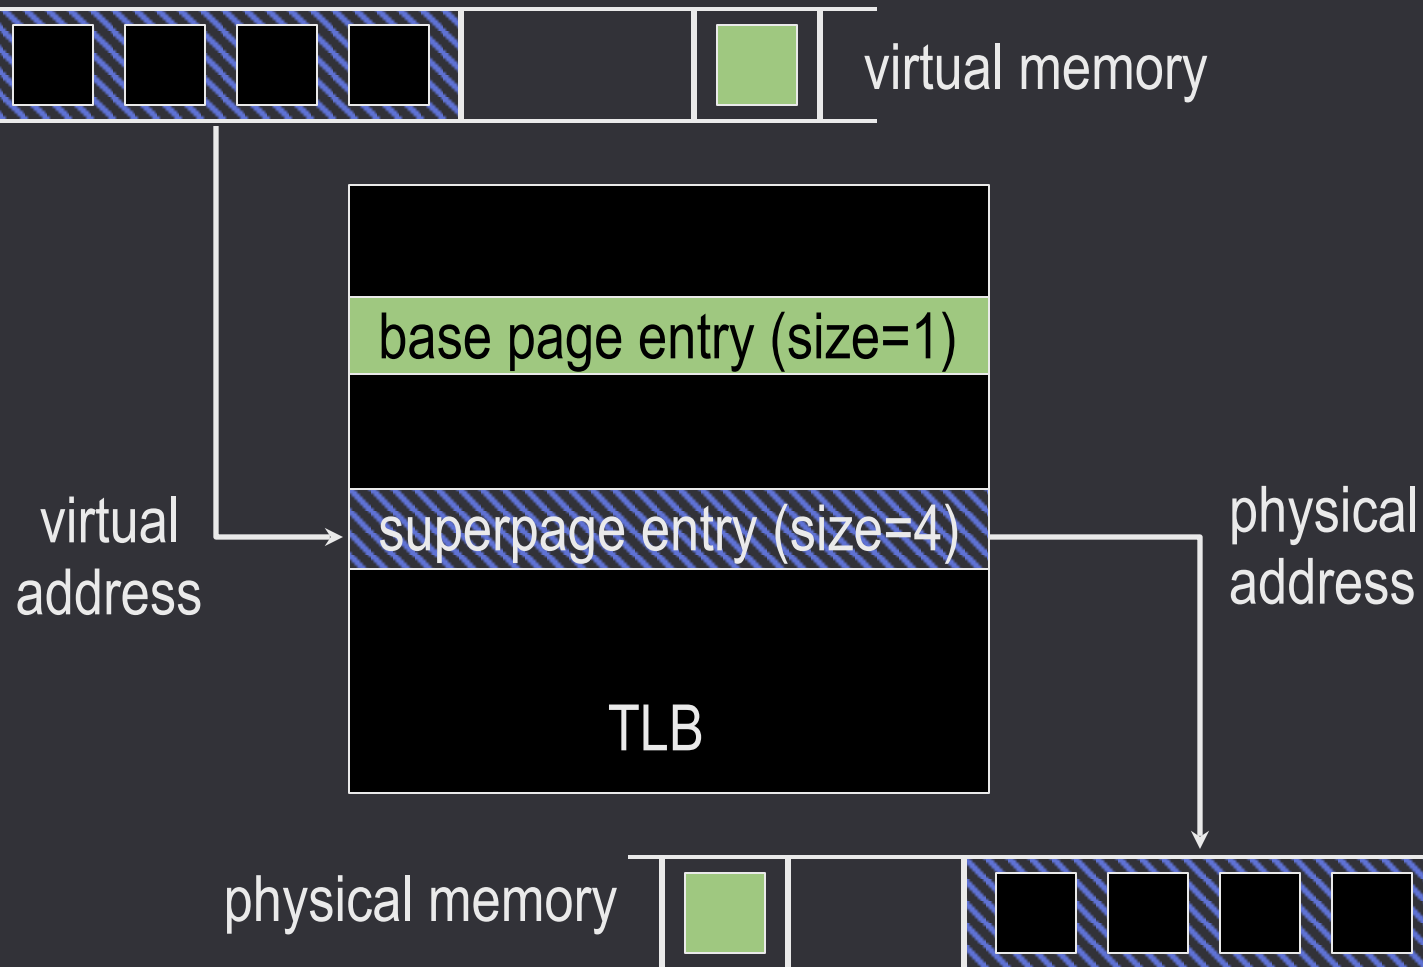 virtual memory
base page entry (size=1)
virtual
address
superpage entry (size=4)
physical
address
TLB
physical memory